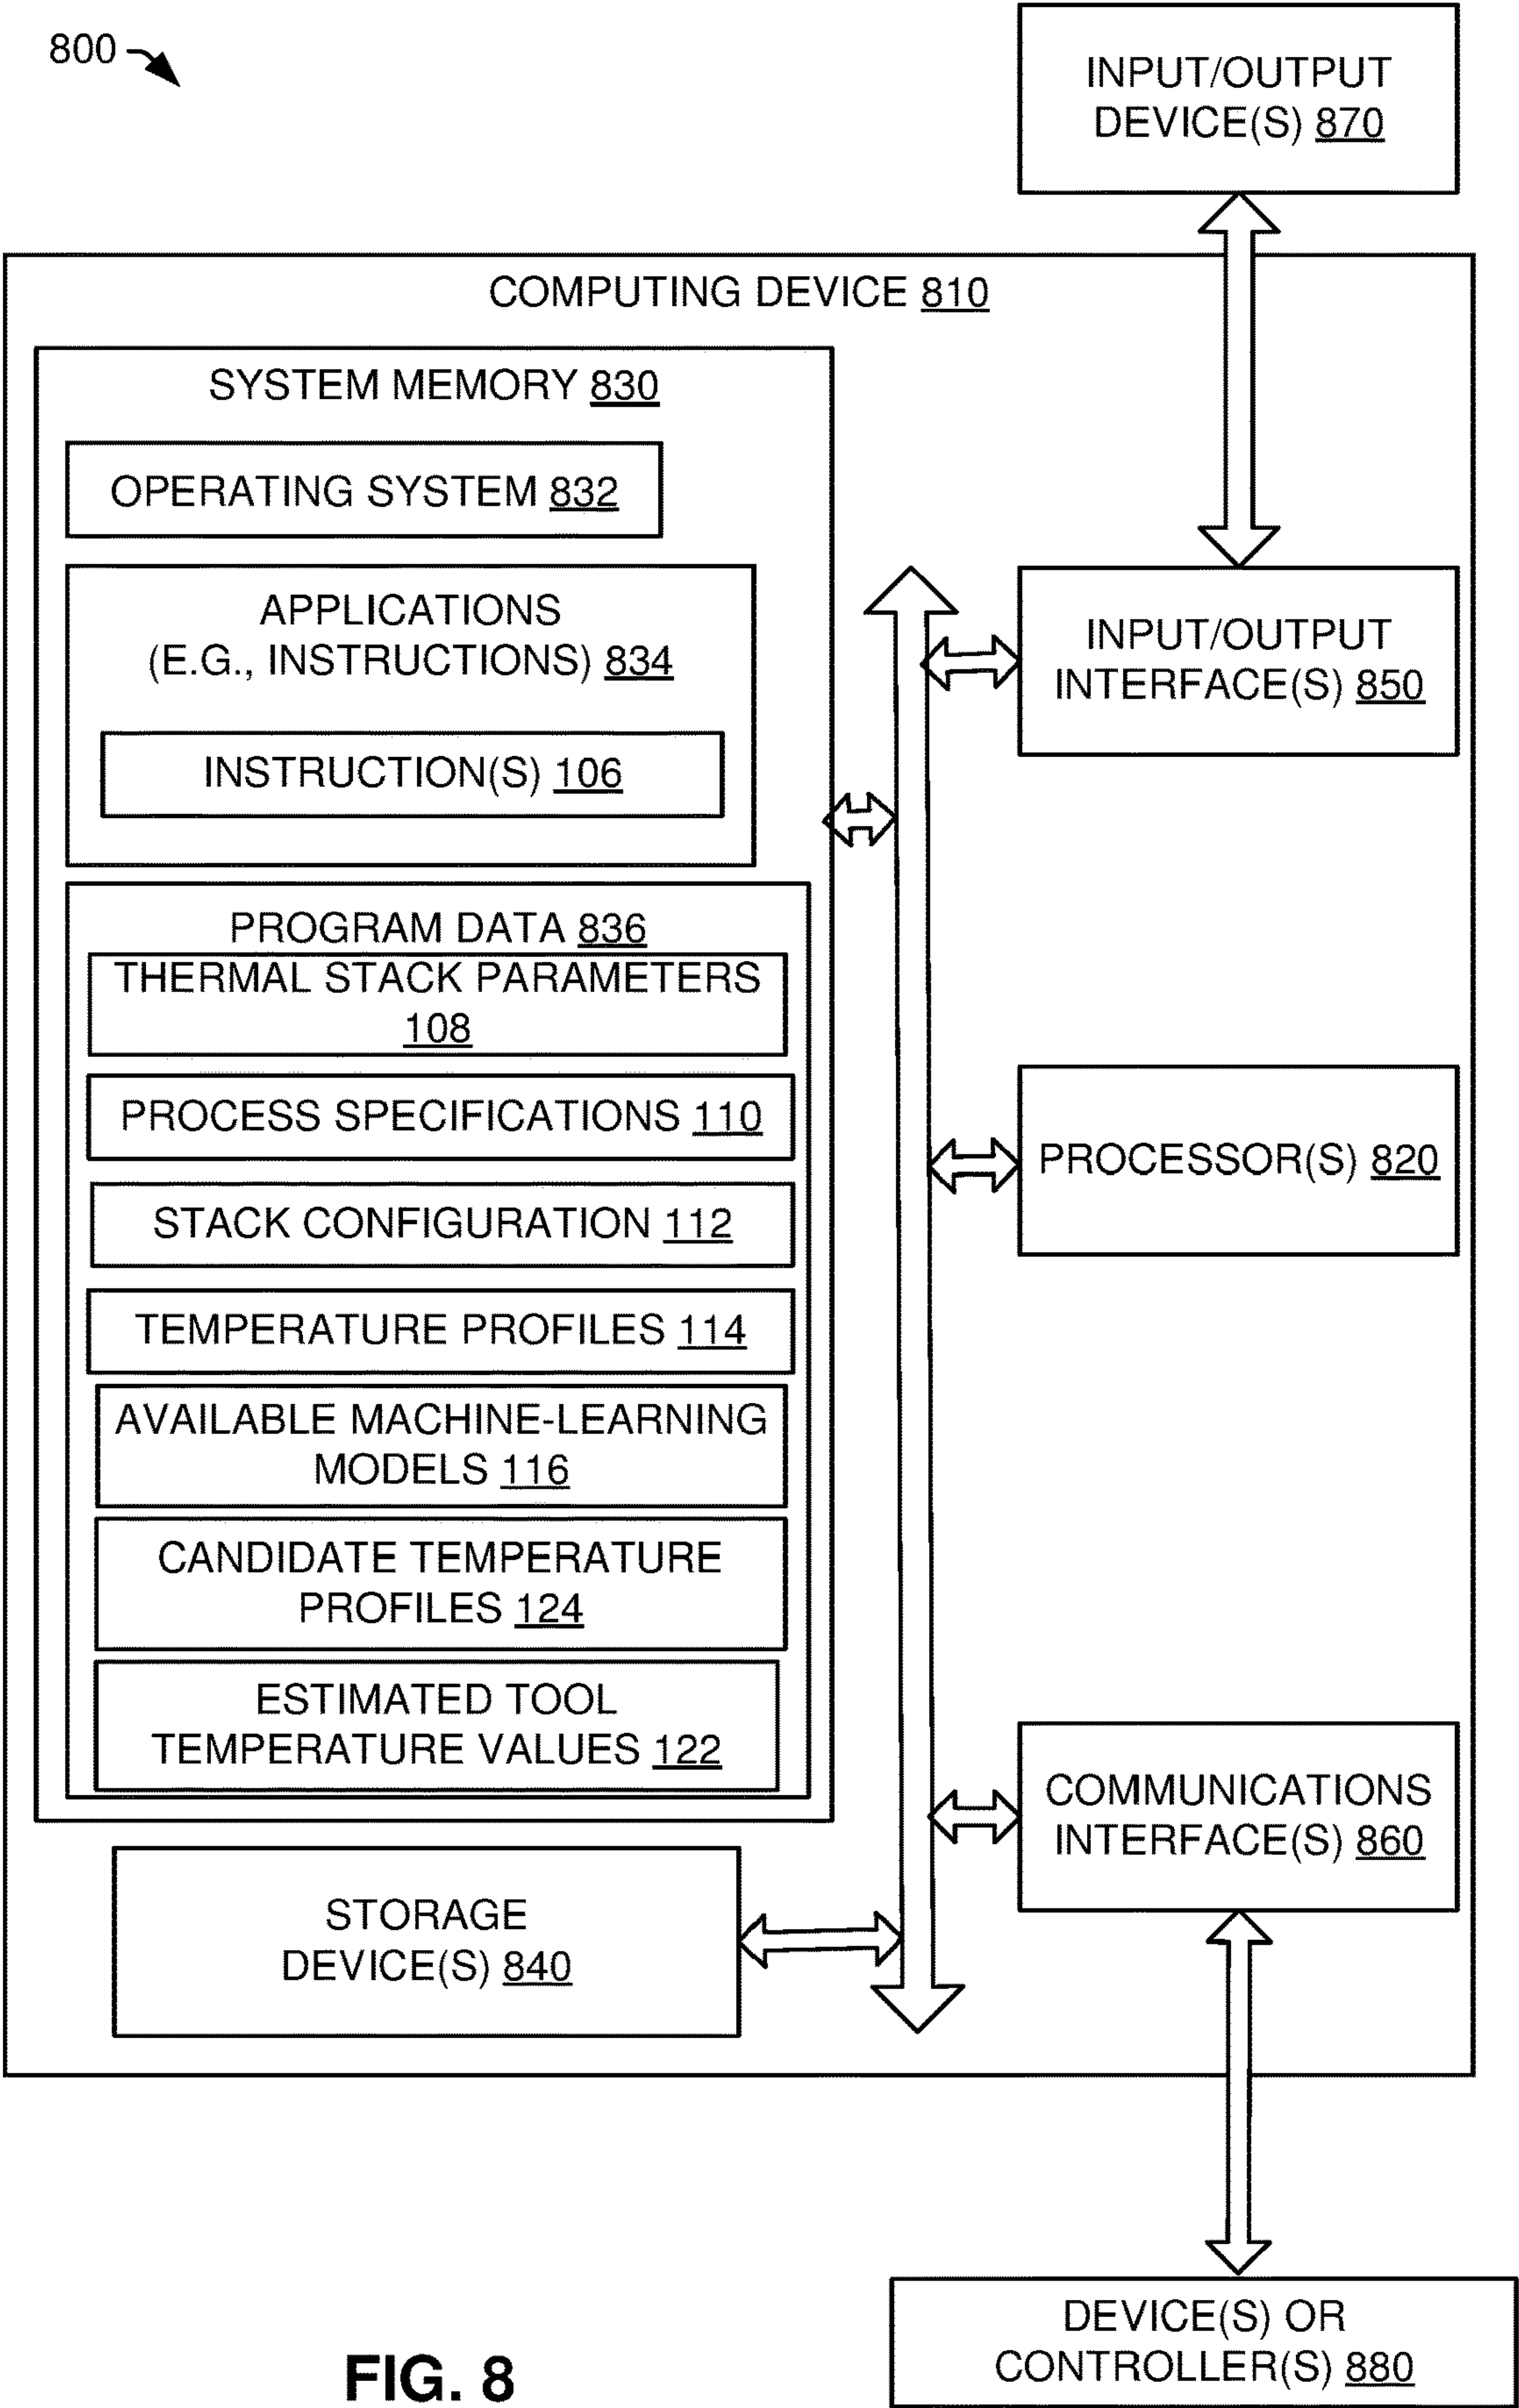 800
INPUT/OUTPUT
DEVICE(S) 870
COMPUTING DEVICE 810
SYSTEM MEMORY 830
OPERATING SYSTEM 832
APPLICATIONS
(E.G., INSTRUCTIONS) 834
INSTRUCTION(S) 106
PROGRAM DATA 836
THERMAL STACK PARAMETERS
108
PROCESS SPECIFICATIONS 110
STACK CONFIGURATION 112
TEMPERATURE PROFILES 114
AVAILABLE MACHINE-LEARNING
MODELS 116
CANDIDATE TEMPERATURE
PROFILES 124
ESTIMATED TOOL
TEMPERATURE VALUES 122
STORAGE
DEVICE(S) 840
INPUT/OUTPUT
INTERFACE(S) 850
PROCESSOR(S) 820
COMMUNICATIONS
INTERFACE(S) 860
DEVICE(S) OR
CONTROLLER(S) 880
FIG. 8